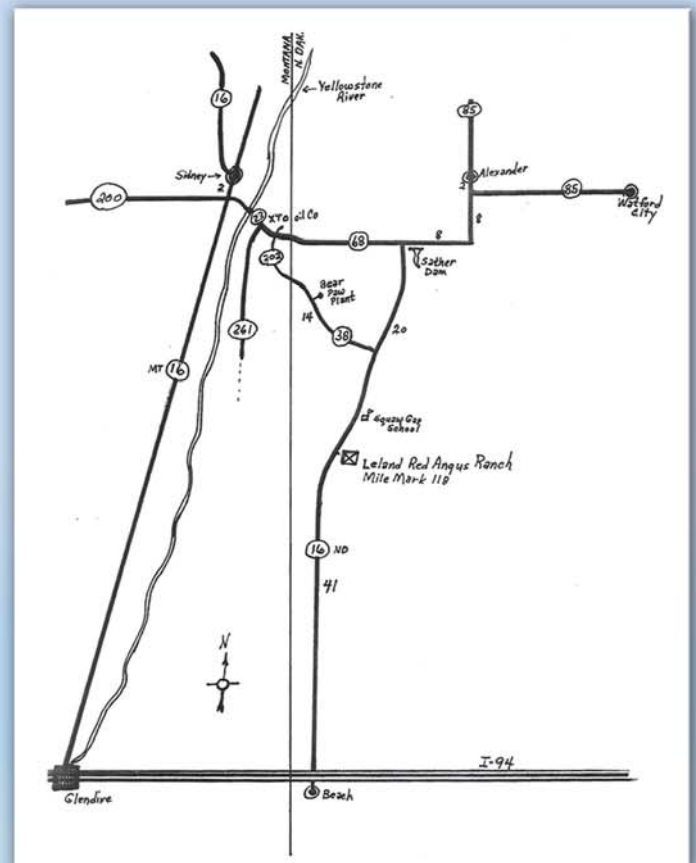 MONTANA
N. DAK.
←Yellowstone
River
16
85
Sidney→
2
Alexander
2
200
85
Watford
City
8
23
XTO oil Co
68
8
202
Sather
Dam
Bear
Paw
Plant
14
261
38
20
MT 16
Squaw Gap
School
Leland Red Angus Ranch
Mile Mark 118
16 ND
41
N
I-94
Glendive
Beach